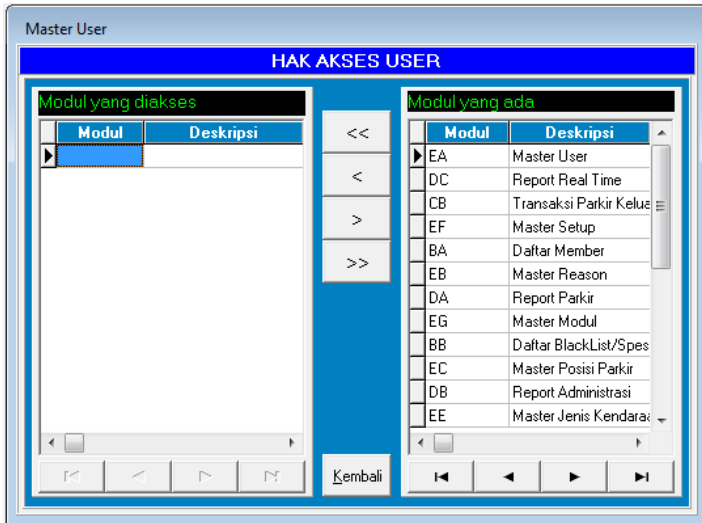 Master User
HAK AKSES USER
Modul yang diakses
Modul Deskripsi
<<
<
>
>>
Kembali
Modul yang ada
Modul Deskripsi
EA Master User
DC Report Real Time
CB Transaksi Parkir Kelua
EF Master Setup
BA Daftar Member
EB Master Reason
DA Report Parkir
EG Master Modul
BB Daftar BlackList/Spes
EC Master Posisi Parkir
DB Report Administrasi
EE Master Jenis Kendaraa